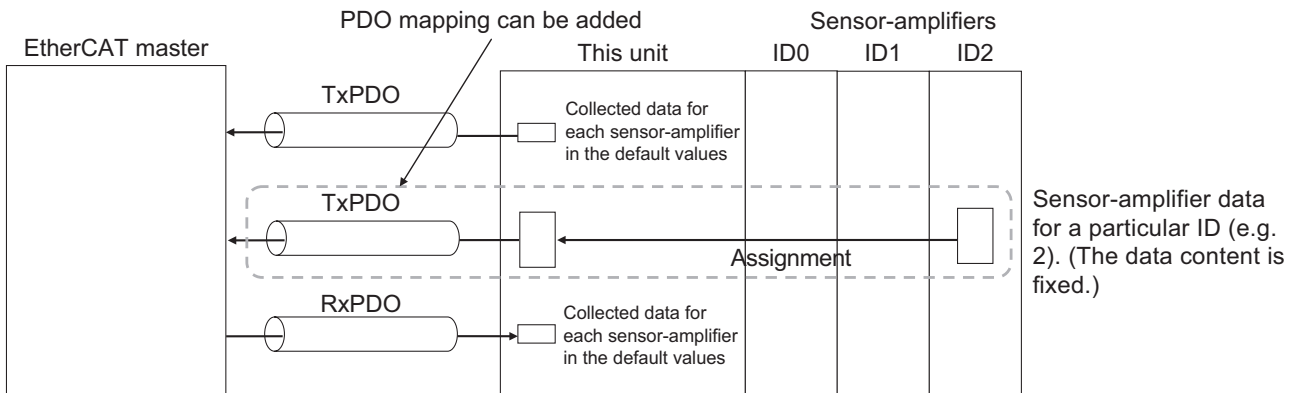 PDO mapping can be added
Sensor-amplifiers
EtherCAT master
This unit
ID0
ID1
ID2
TxPDO
Collected data for
each sensor-amplifier
in the default values
TxPDO
Assignment
Sensor-amplifier data
for a particular ID (e.g.
2). (The data content is
fixed.)
RxPDO
Collected data for
each sensor-amplifier
in the default values